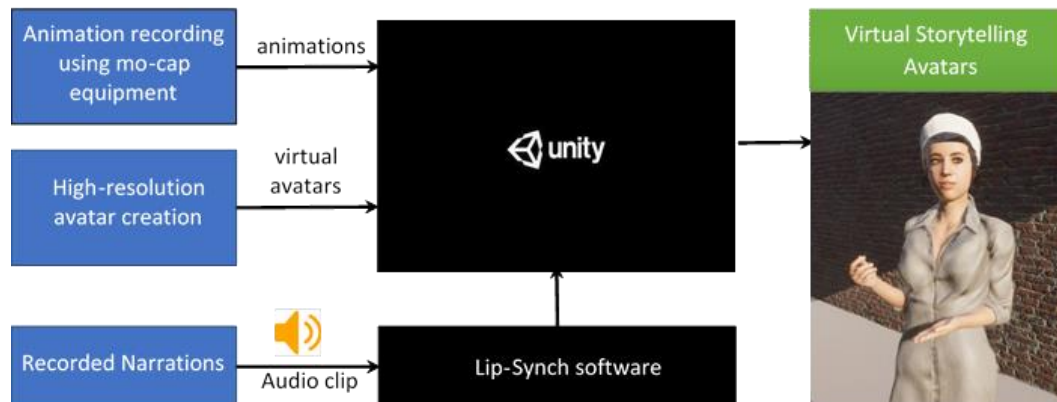 Animation recording
using mo-cap
equipment
animations
Virtual Storytelling
Avatars
unity
High-resolution
avatar creation
virtual
avatars
Recorded Narrations
Audio clip
Lip-Synch software